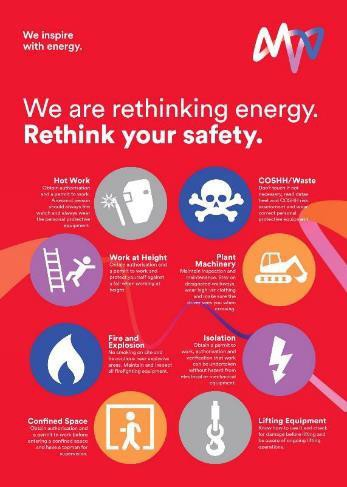 We inspire
with energy.
MVV
We are rethinking energy.
Rethink your safety.
Hot Work
Obtain authorisation
and a permit to work.
A second person
should always fire
watch and always wear
the personal protective
equipment.
COSHH/Waste
Don't touch if not
necessary, read data
sheet and COSHH risk
assessment and wear
correct personal
protective equipment
Work at Height
Obtain authorisation and
a permit to work and
protect yourself against
a fall when working at
height.
Plant
Machinery
Maintain inspection and
maintenance. Stay on
designated walkways,
wear high vis clothing
and make sure the
driver sees you when
crossing.
Fire and
Explosion
No smoking on site and
no ignitions near explosive
areas. Maintain and respect
all firefighting equipment.
Isolation
Obtain a permit to
work, authorisation and
verification that work
can be undertaken
without hazard from
electrical or mechanical
equipment.
Confined Space
Obtain authorisation and
a permit to work before
entering a confined space
and have a topman for
supervision.
Lifting Equipment
Know how to use it and check
for damage before lifting and
be aware of ongoing lifting
operations.